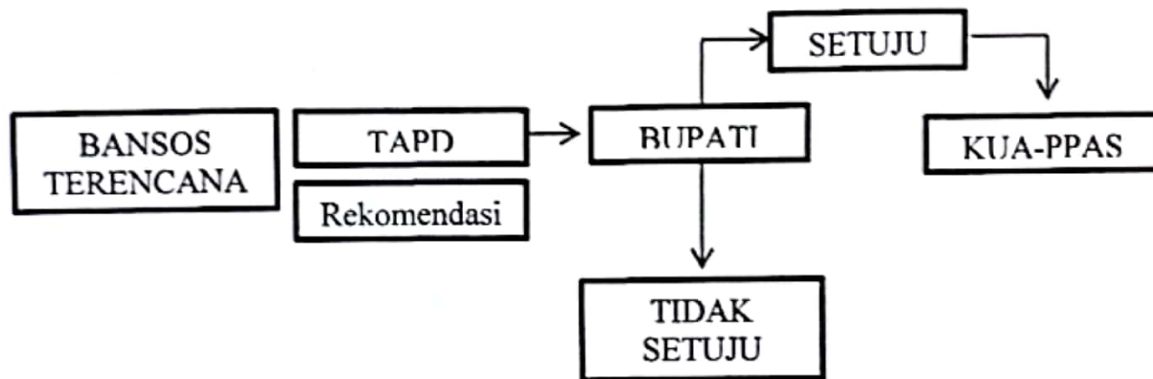 SETUJU
BANSOS
TERENCANA
TAPD
BUPATI
KUA-PPAS
Rekomendasi
TIDAK
SETUJU